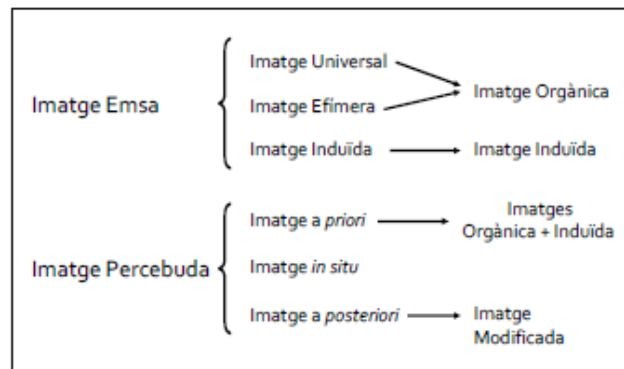 Imatge Emsa
Imatge Universal
Imatge Efímera
Imatge Induïda
Imatge Orgànica
Imatge Induïda
Imatge Percebuda
Imatge a priori
Imatge in situ
Imatge a posteriori
Imatges
Orgànica + Induïda
Imatge
Modificada